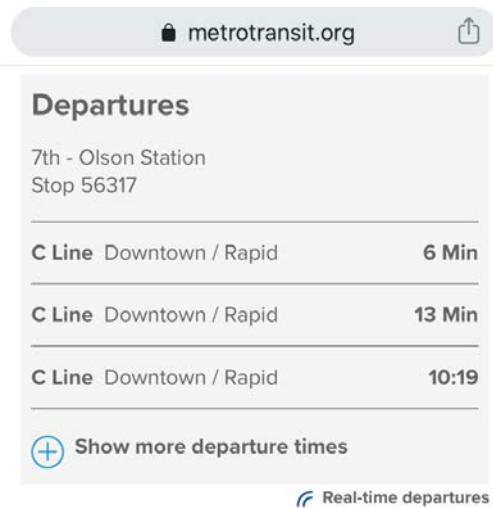 metrotransit.org
Departures
7th - Olson Station
Stop 56317
C Line Downtown / Rapid 6 Min
C Line Downtown / Rapid 13 Min
C Line Downtown / Rapid 10:19
Show more departure times
Real-time departures